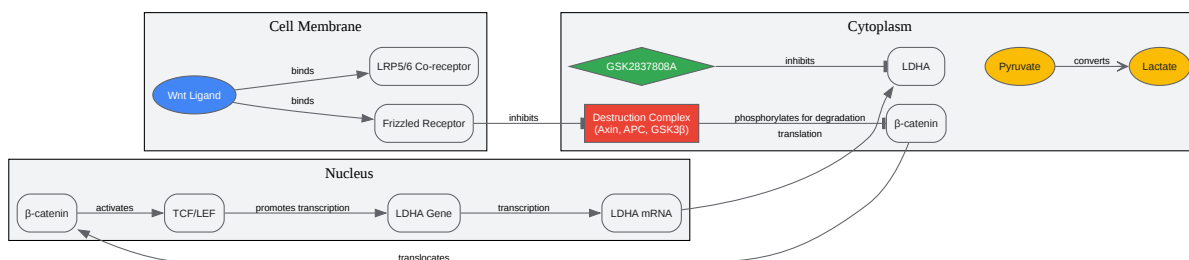 Cell Membrane
Wnt Ligand
binds
binds
LRP5/6 Co-receptor
Frizzled Receptor
inhibits
Cytoplasm
GSK2837808A
inhibits
LDHA
Pyruvate
converts
Lactate
Destruction Complex
(Axin, APC, GSK3β)
phosphorylates for degradation
translation
β-catenin
Nucleus
β-catenin
activates
TCF/LEF
promotes transcription
LDHA Gene
transcription
LDHA mRNA
translocates